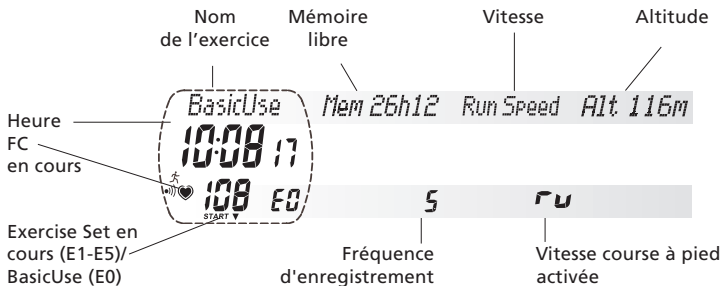 Nom
de l'exercice
Mémoire
libre
Vitesse
Altitude
BasicUse
Mem 26h12
Run Speed
Alt 116m
Heure
10:08 17
FC
en cours
108 E0
START ▼
5
ru
Exercise Set en
cours (E1-E5)/
BasicUse (E0)
Fréquence
d'enregistrement
Vitesse course à pied
activée